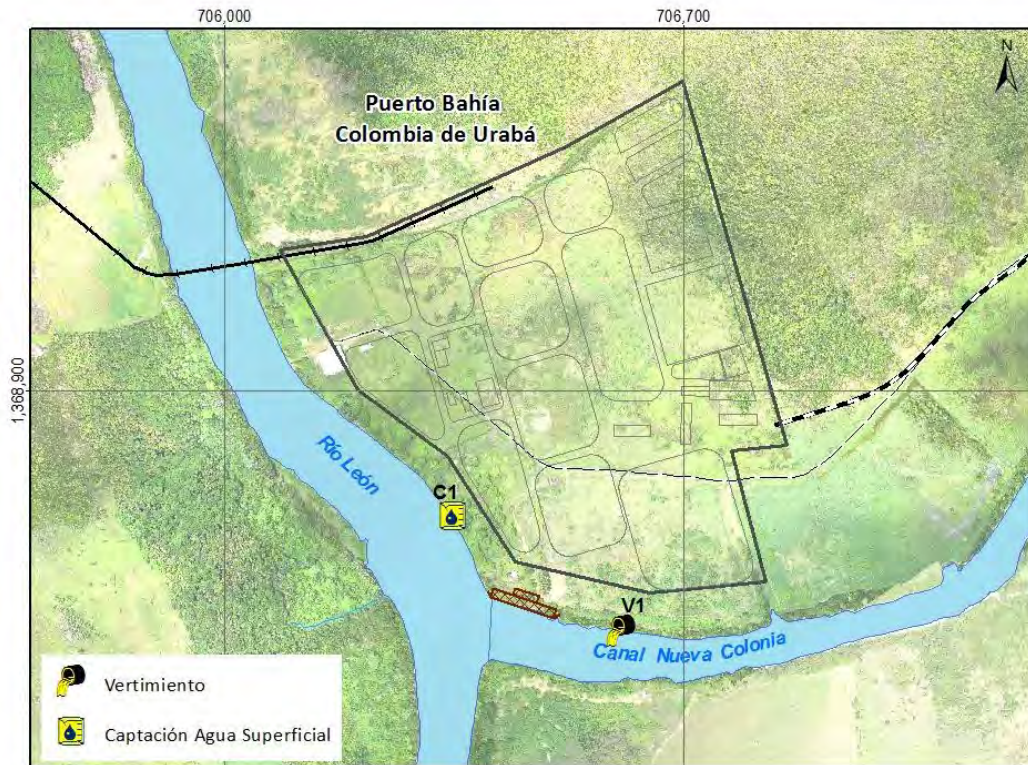 706,000
706,700
N
Puerto Bahía
Colombia de Urabá
1,368,900
Río León
C1
V1
Canal Nueva Colonia
Vertimiento
Captación Agua Superficial